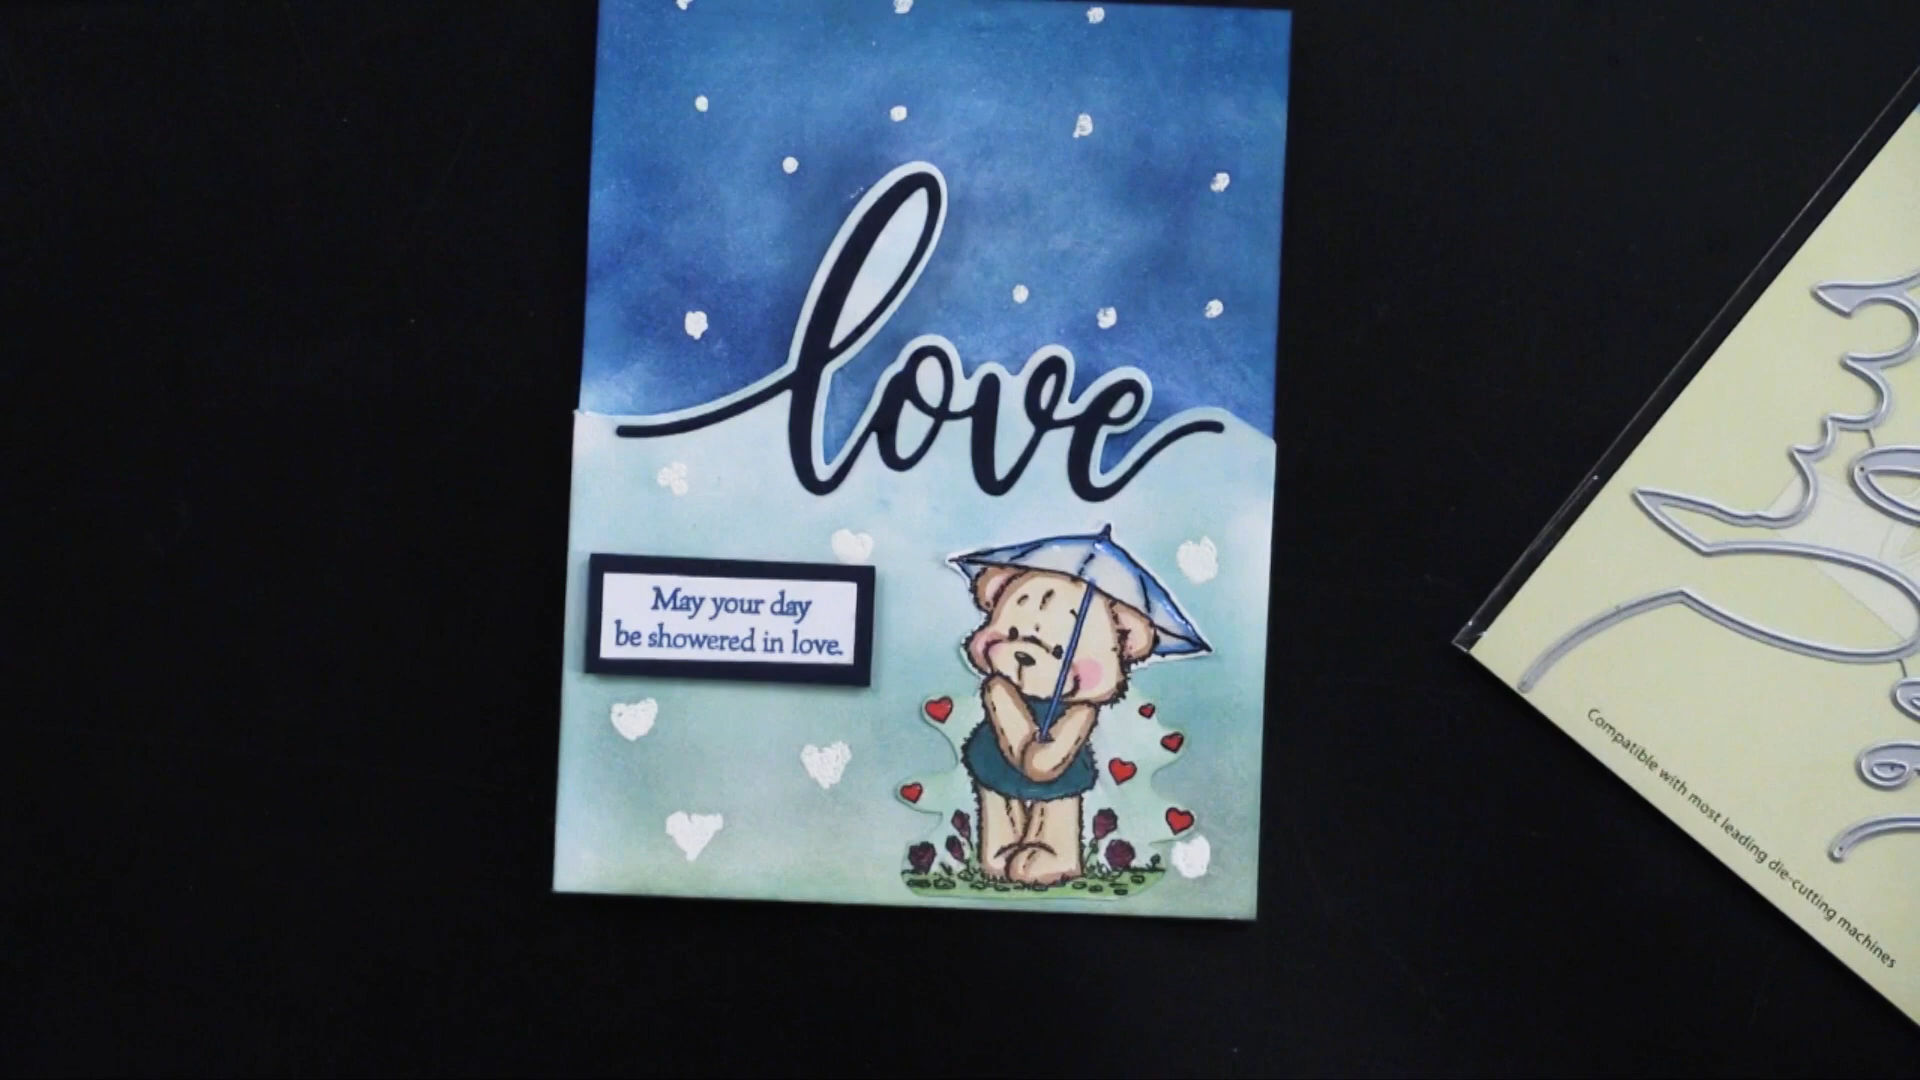 love
May your day
be showered in love.
Compatible with most leading die-cutting machines